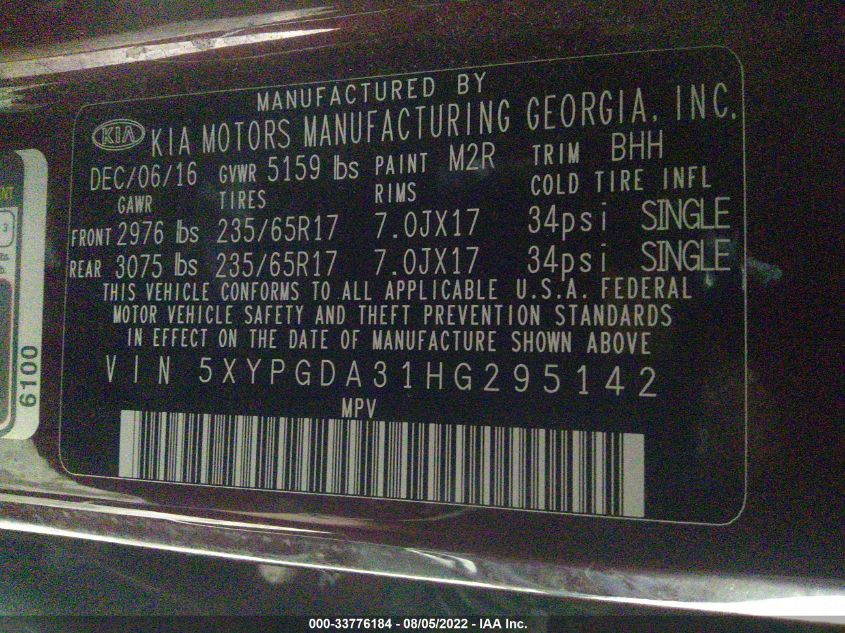 MANUFACTURED BY
KIA KIA MOTORS MANUFACTURING GEORGIA, INC.
DEC/06/16 GVWR 5159 lbs PAINT M2R TRIM BHH
GAWR TIRES RIMS COLD TIRE INFL
FRONT 2976 lbs 235/65R17 7.0JX17 34psi SINGLE
REAR 3075 lbs 235/65R17 7.0JX17 34psi SINGLE
THIS VEHICLE CONFORMS TO ALL APPLICABLE U.S.A. FEDERAL
MOTOR VEHICLE SAFETY AND THEFT PREVENTION STANDARDS
IN EFFECT ON THE DATE OF MANUFACTURE SHOWN ABOVE
VIN 5XYPGDA31HG295142
MPV
3
6100
000-33776184 - 08/05/2022 - IAA Inc.